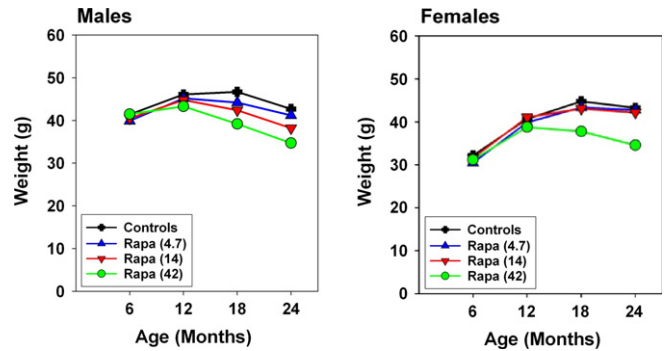 Males
Weight (g)
60
50
40
30
20
10
0
Controls
Rapa (4.7)
Rapa (14)
Rapa (42)
6 12 18 24
Age (Months)
Females
Weight (g)
60
50
40
30
20
10
0
Controls
Rapa (4.7)
Rapa (14)
Rapa (42)
6 12 18 24
Age (Months)